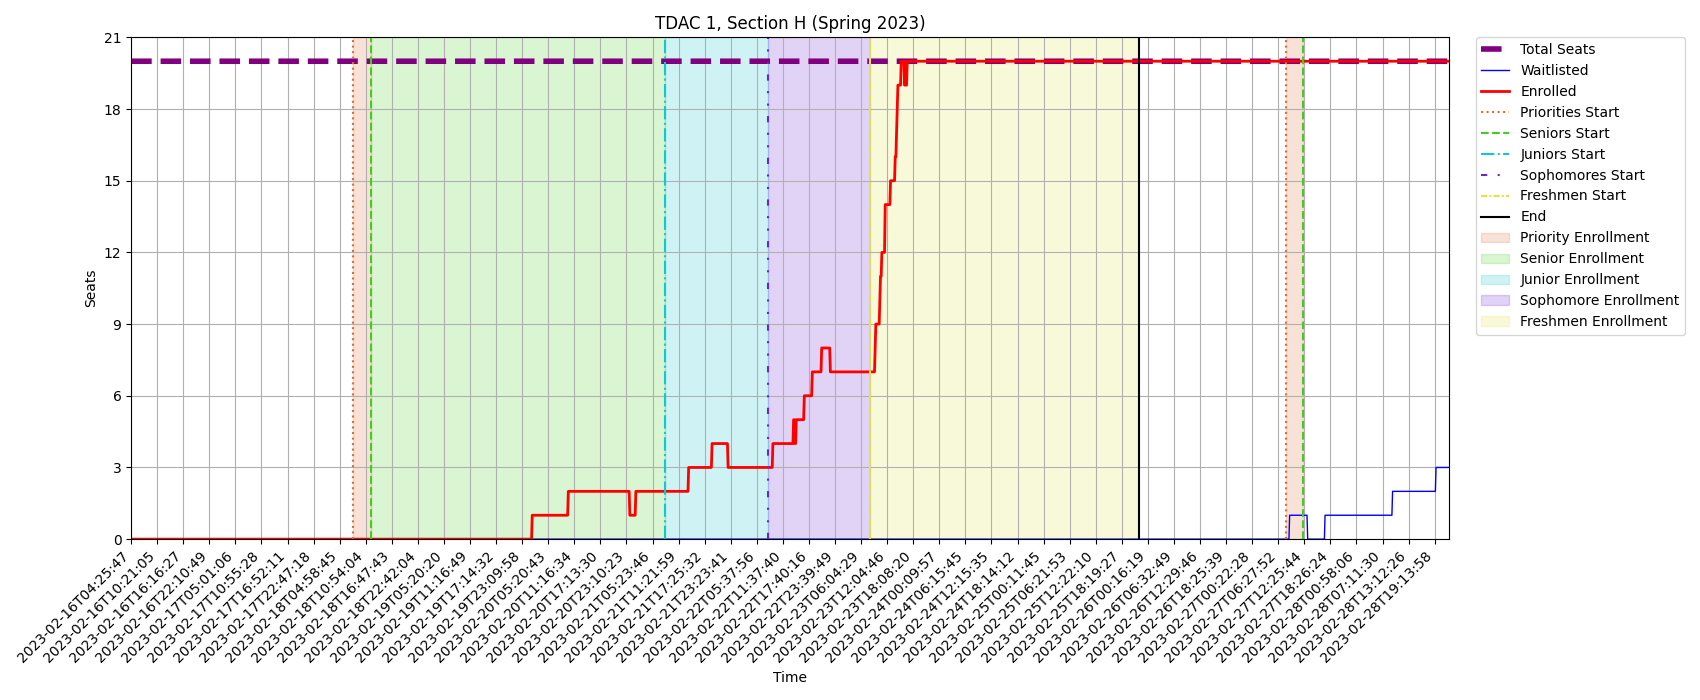 TDAC 1, Section H (Spring 2023)
21
18
15
12
9
6
3
0
Seats
2023-02-16T04:25:47
2023-02-16T10:21:05
2023-02-16T16:16:27
2023-02-16T22:10:49
2023-02-17T05:01:06
2023-02-17T10:55:28
2023-02-17T16:52:11
2023-02-17T22:47:18
2023-02-18T04:58:45
2023-02-18T10:54:04
2023-02-18T16:47:43
2023-02-18T22:42:04
2023-02-19T05:20:20
2023-02-19T11:16:49
2023-02-19T17:14:32
2023-02-19T23:09:58
2023-02-20T05:20:43
2023-02-20T11:16:34
2023-02-20T17:13:30
2023-02-20T23:10:23
2023-02-21T05:23:46
2023-02-21T11:21:59
2023-02-21T17:25:32
2023-02-21T23:23:41
2023-02-22T05:37:56
2023-02-22T11:37:40
2023-02-22T17:40:16
2023-02-22T23:39:49
2023-02-23T06:04:29
2023-02-23T12:04:46
2023-02-23T18:08:20
2023-02-24T00:09:57
2023-02-24T06:15:45
2023-02-24T12:15:35
2023-02-24T18:14:12
2023-02-25T00:11:45
2023-02-25T06:21:53
2023-02-25T12:22:10
2023-02-25T18:19:27
2023-02-26T00:16:19
2023-02-26T06:32:49
2023-02-26T12:29:46
2023-02-26T18:25:39
2023-02-27T00:22:28
2023-02-27T06:27:52
2023-02-27T12:25:44
2023-02-27T18:26:24
2023-02-28T00:58:06
2023-02-28T07:11:30
2023-02-28T13:12:26
2023-02-28T19:13:58
Time
Total Seats
Waitlisted
Enrolled
Priorities Start
Seniors Start
Juniors Start
Sophomores Start
Freshmen Start
End
Priority Enrollment
Senior Enrollment
Junior Enrollment
Sophomore Enrollment
Freshmen Enrollment